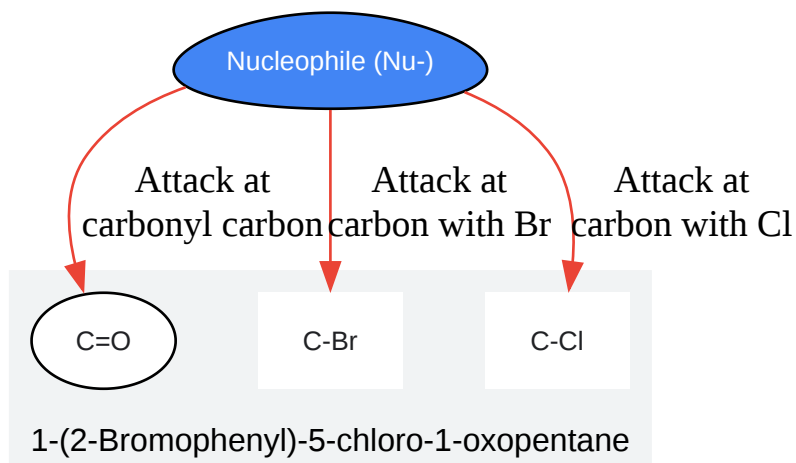 Nucleophile (Nu-)
Attack at
carbonyl carbon
Attack at
carbon with Br
Attack at
carbon with Cl
C=O
C-Br
C-Cl
1-(2-Bromophenyl)-5-chloro-1-oxopentane